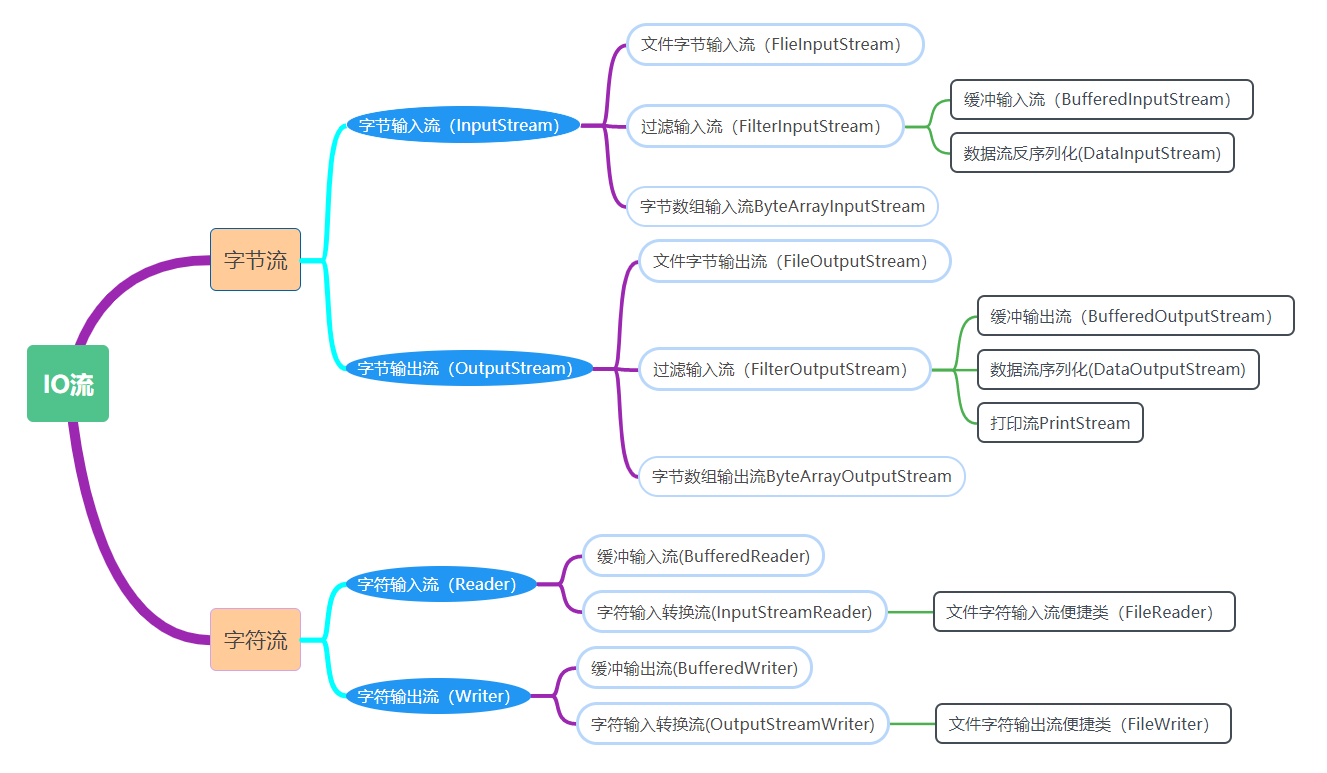 IO流
字节流
字节输入流（InputStream）
文件字节输入流（FlieInputStream）
过滤输入流（FilterInputStream）
缓冲输入流（BufferedInputStream）
数据流反序列化(DataInputStream)
字节数组输入流ByteArrayInputStream
字节输出流（OutputStream）
文件字节输出流（FileOutputStream）
过滤输入流（FilterOutputStream）
缓冲输出流（BufferedOutputStream）
数据流序列化(DataOutputStream)
打印流PrintStream
字节数组输出流ByteArrayOutputStream
字符流
字符输入流（Reader）
缓冲输入流(BufferedReader)
字符输入转换流(InputStreamReader)
文件字符输入流便捷类（FileReader）
字符输出流（Writer）
缓冲输出流(BufferedWriter)
字符输入转换流(OutputStreamWriter)
文件字符输出流便捷类（FileWriter）